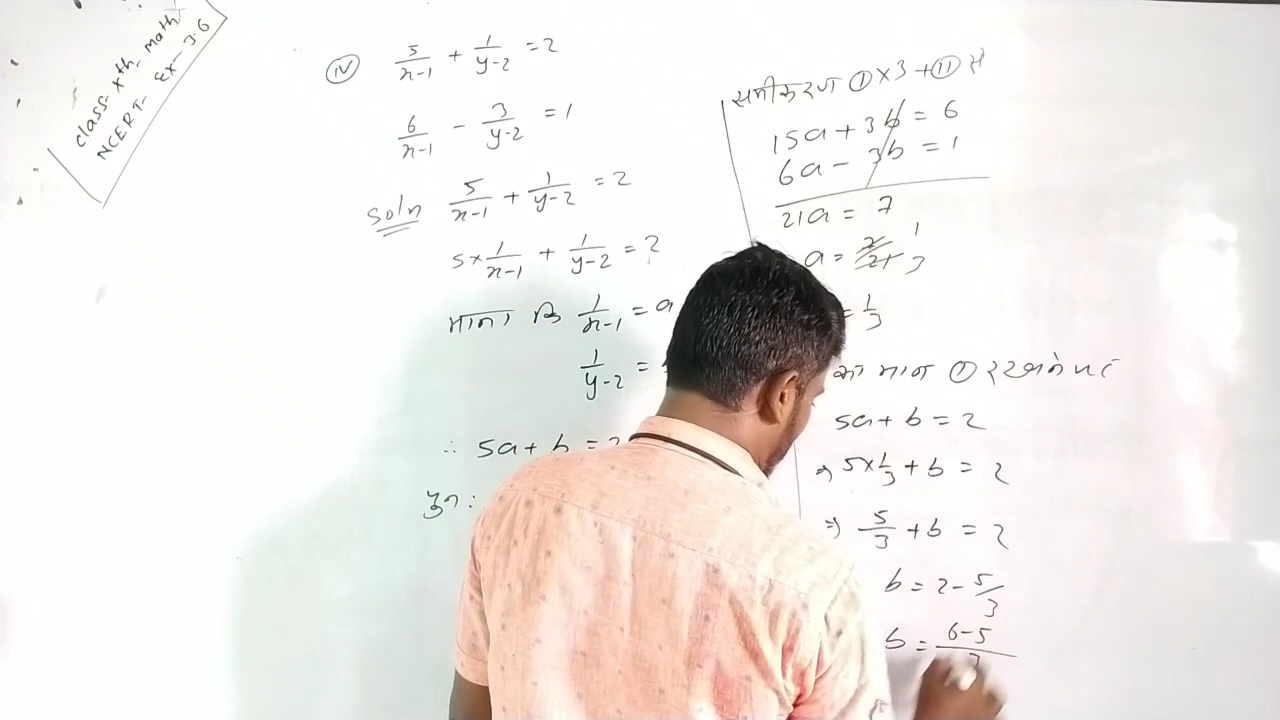 class- Xth- math
NCERT- Ex- 3.6
(IV) 5/(x-1) + 1/(y-2) = 2
6/(x-1) - 3/(y-2) = 1
Soln 5/(x-1) + 1/(y-2) = 2
5 × 1/(x-1) + 1/(y-2) = 2
माना कि 1/(x-1) = a
1/(y-2) =
∴ 5a + b = 2
पुन:
समीकरण (I) × 3 + (II) से
15a + 3b = 6
6a - 3b = 1
21a = 7
a = 7/21 1/3
= 1/3
का मान (I) रखने पर
5a + b = 2
⇒ 5 × 1/3 + b = 2
⇒ 5/3 + b = 2
b = 2 - 5/3
b = (6-5)/3